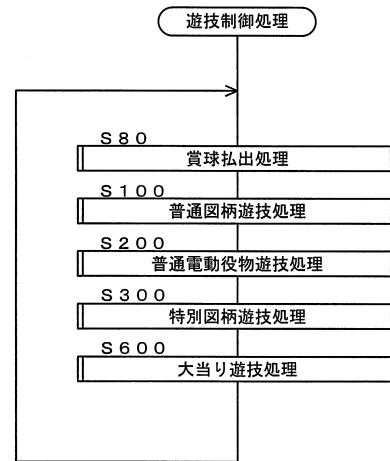 遊技制御処理
S80
賞球払出処理
S100
普通図柄遊技処理
S200
普通電動役物遊技処理
S300
特別図柄遊技処理
S600
大当り遊技処理